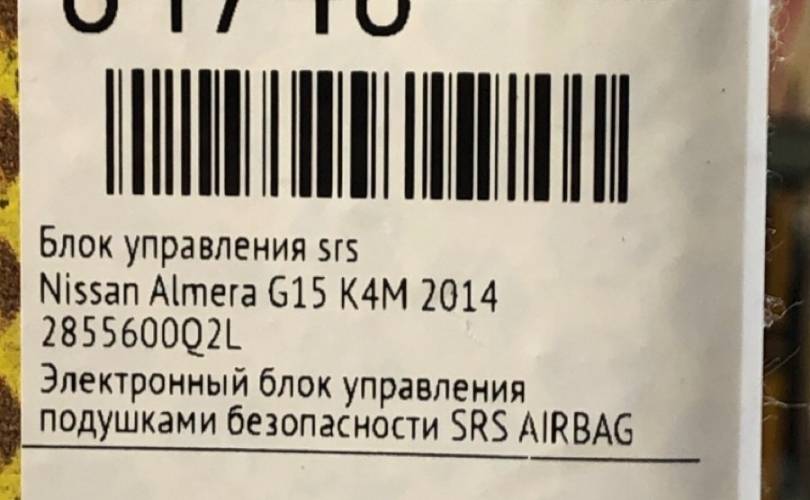 Блок управления srs
Nissan Almera G15 K4M 2014
2855600Q2L
Электронный блок управления
подушками безопасности SRS AIRBAG